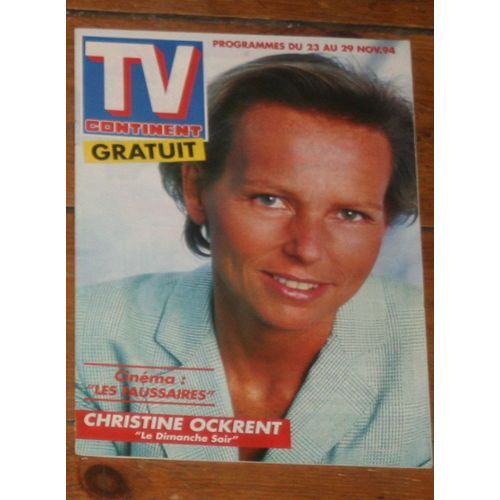 PROGRAMMES DU 23 AU 29 NOV.94
TV
CONTINENT
GRATUIT
Cinéma :
"LES FAUSSAIRES"
CHRISTINE OCKRENT
"Le Dimanche Soir"